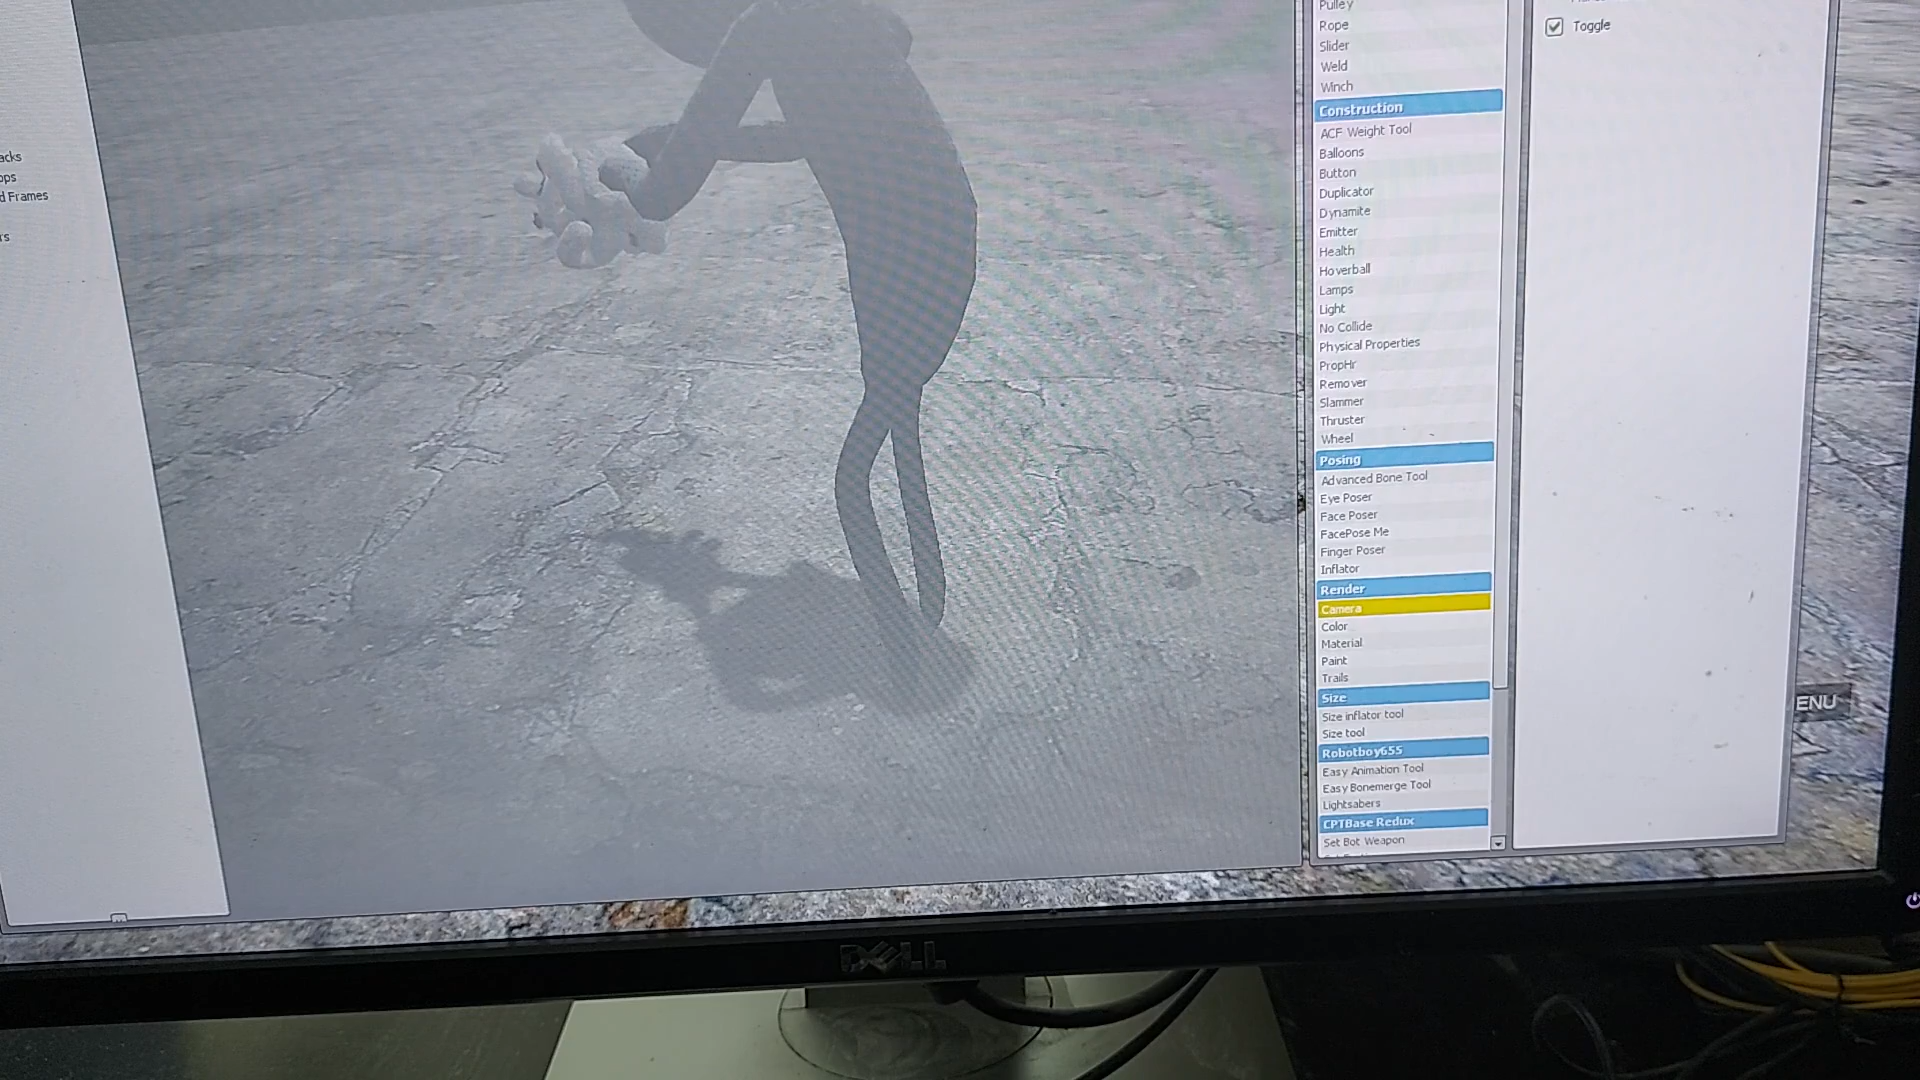 acks
ops
d Frames
rs
Pulley
Rope
Slider
Weld
Winch
Construction
ACF Weight Tool
Balloons
Button
Duplicator
Dynamite
Emitter
Health
Hoverball
Lamps
Light
No Collide
Physical Properties
PropHr
Remover
Slammer
Thruster
Wheel
Posing
Advanced Bone Tool
Eye Poser
Face Poser
FacePose Me
Finger Poser
Inflator
Render
Camera
Color
Material
Paint
Trails
Size
Size inflator tool
Size tool
Robotboy655
Easy Animation Tool
Easy Bonemerge Tool
Lightsabers
CPTBase Redux
Set Bot Weapon
Toggle
ENU
DELL